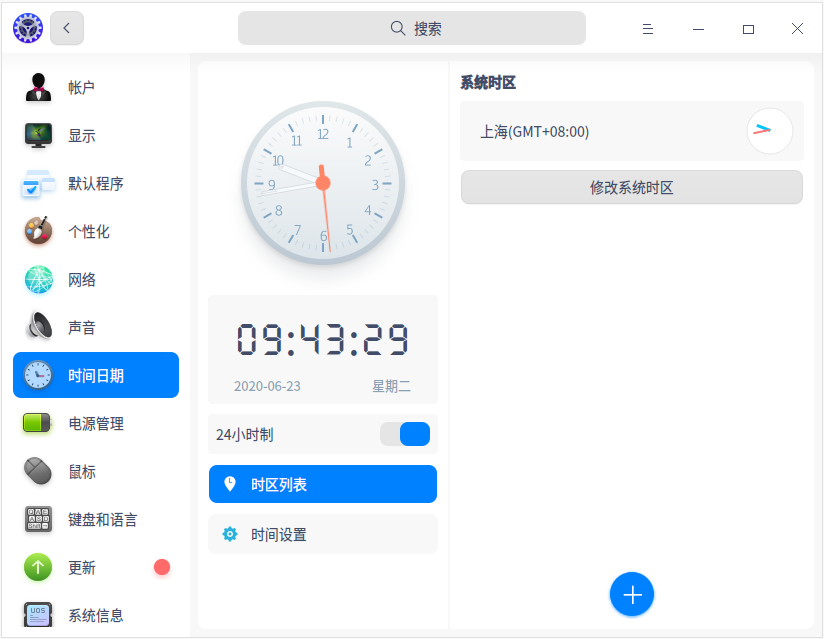 搜索
帐户
显示
默认程序
个性化
网络
声音
时间日期
电源管理
鼠标
键盘和语言
更新
UOS
系统信息
12
1
2
3
4
5
6
7
8
9
10
11
09:43:29
2020-06-23 星期二
24小时制
时区列表
时间设置
系统时区
上海(GMT+08:00)
修改系统时区